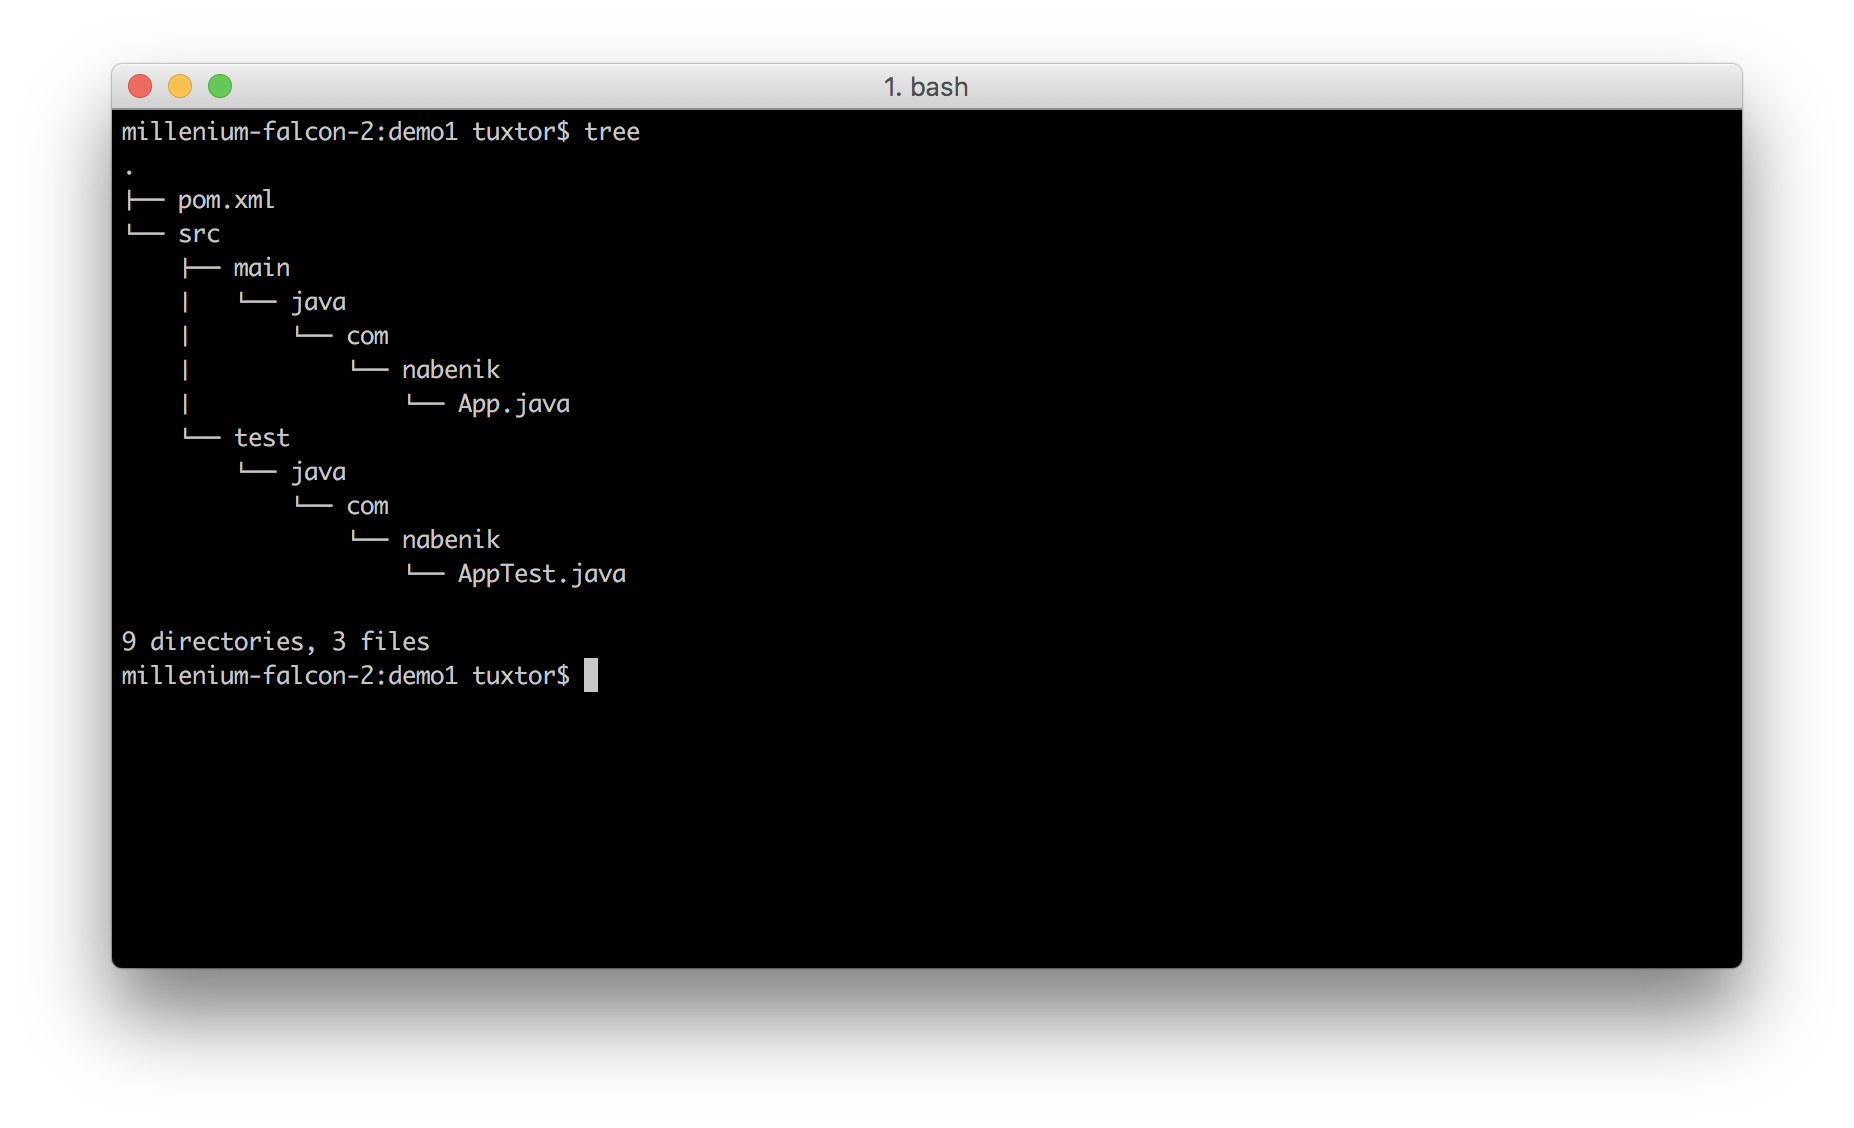 1. bash
millenium-falcon-2:demo1 tuxtor$ tree
.
├── pom.xml
└── src
    ├── main
    │   └── java
    │       └── com
    │           └── nabenik
    │               └── App.java
    └── test
        └── java
            └── com
                └── nabenik
                    └── AppTest.java

9 directories, 3 files
millenium-falcon-2:demo1 tuxtor$